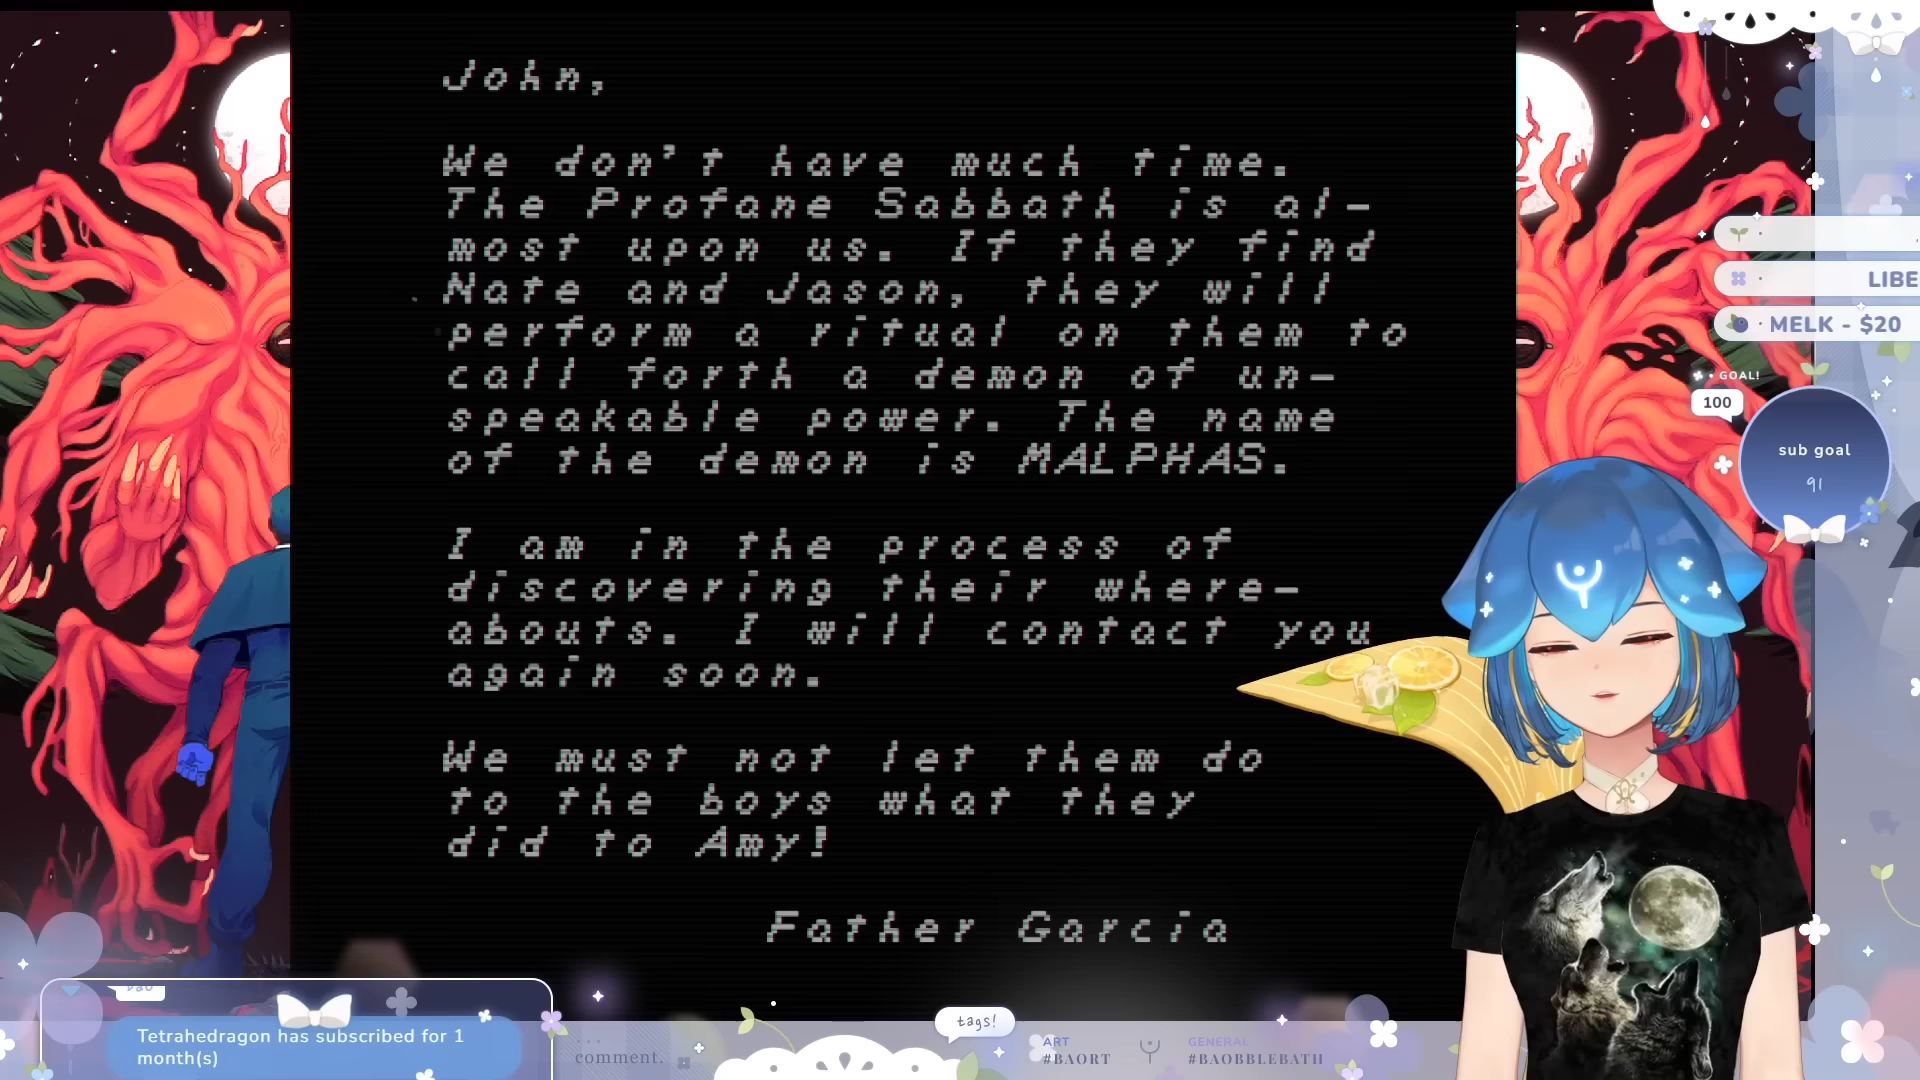 John,
We don't have much time.
The Profane Sabbath is al-
most upon us. If they find
Nate and Jason, they will
perform a ritual on them to
call forth a demon of un-
speakable power. The name
of the demon is MALPHAS.
I am in the process of
discovering their where-
abouts. I will contact you
again soon.
We must not let them do
to the boys what they
did to Amy!
Father Garcia
LIBE
MELK - $20
GOAL!
100
sub goal
91
Tetrahedragon has subscribed for 1
month(s)
comment.
tags!
ART
#BAORT
GENERAL
#BAOBBLEBATH